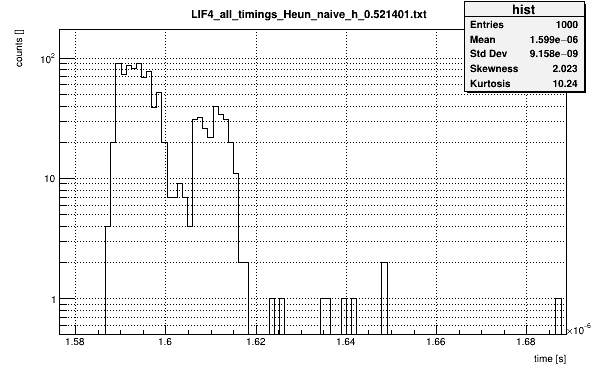 LIF4_all_timings_Heun_naive_h_0.521401.txt
hist
Entries 1000
Mean 1.599e−06
Std Dev 9.158e−09
Skewness 2.023
Kurtosis 10.24
counts []
10²
10
1
1.58 1.6 1.62 1.64 1.66 1.68
×10⁻⁶
time [s]